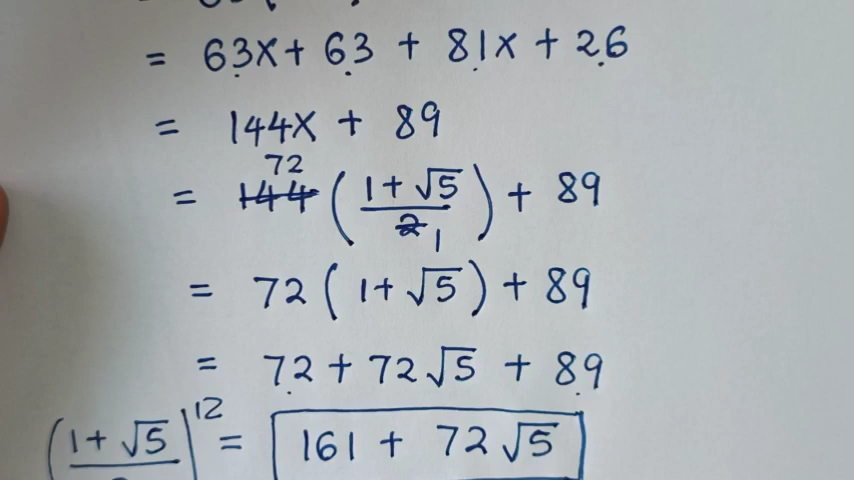 = 63x + 63 + 81x + 26
= 144x + 89
72
= 144 ( 1 + √5 / 2 1 ) + 89
= 72 ( 1 + √5 ) + 89
= 72 + 72√5 + 89
( 1 + √5 )^12 = 161 + 72√5